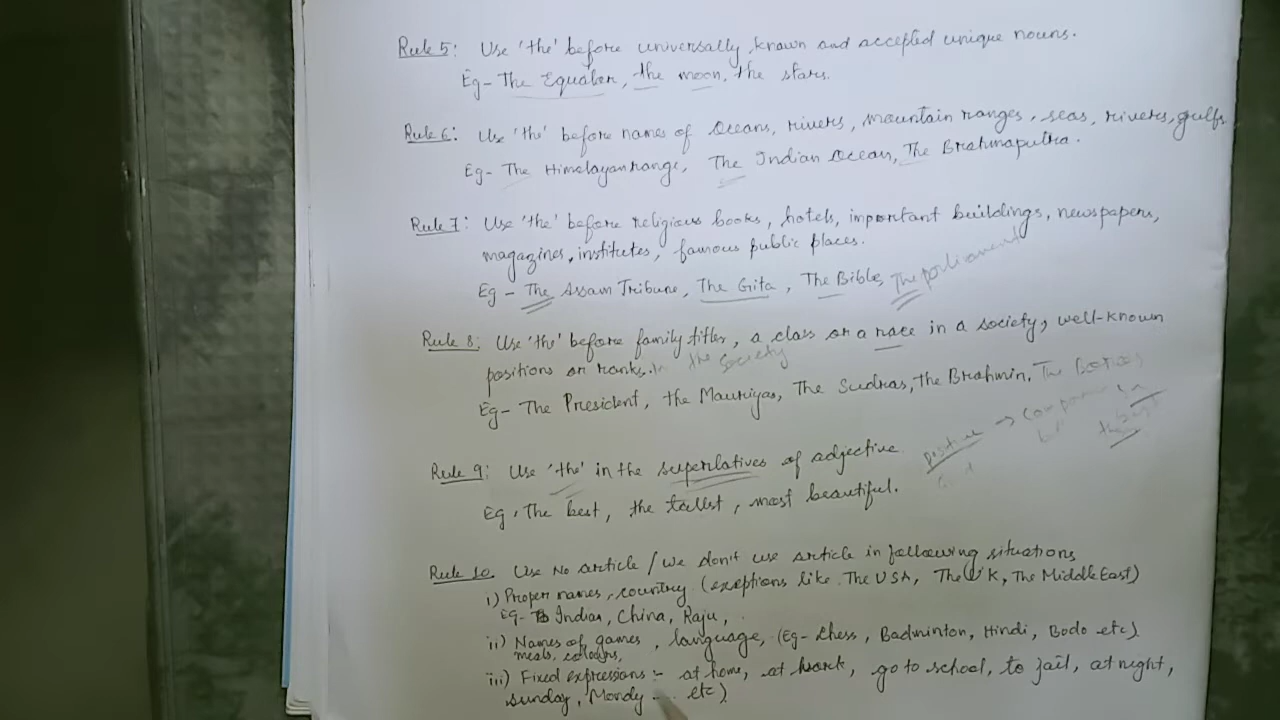 Rule 5: Use 'the' before universally known and accepted unique nouns.
Eg- The Equator, the moon, the stars.
Rule 6: Use 'the' before names of Oceans, rivers, mountain ranges, seas, rivers, gulfs.
Eg- The Himalayan range, The Indian Ocean, The Brahmaputra.
Rule 7: Use 'the' before religious books, hotels, important buildings, newspapers,
magazines, institutes, famous public places.
Eg- The Assam Tribune, The Gita, The Bible, The parliament
Rule 8: Use 'the' before family titles, a class or a race in a society, well-known
positions or ranks. In the society
Eg- The President, the Mauriyas, The Sudras, the Brahmin, The
Rule 9: Use 'the' in the superlatives of adjective.
positive →
Eg, The best, the tallest, most beautiful.
Rule 10. Use No article / we don't use article in following situations
i) Proper names, country (exeptions like The USA, The UK, The Middle East)
Eg- Indian, China, Raju,
ii) Names of games, language, (Eg- Chess, Badminton, Hindi, Bodo etc).
meals, colours,
iii) Fixed expressions :- at home, at work, go to school, to jail, at night,
sunday, Mondy ... etc)